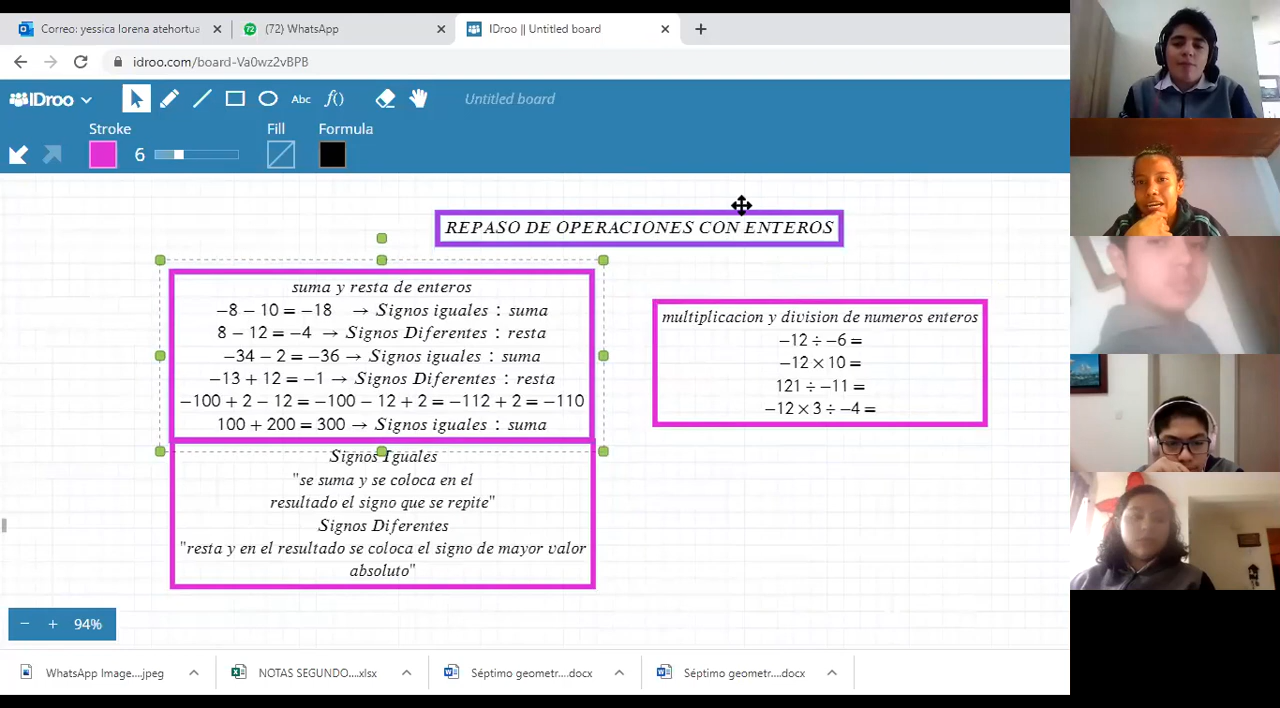 Correo: yessica lorena atehortua
(72) WhatsApp
IDroo || Untitled board
idroo.com/board-Va0wz2vBPB
IDroo
Abc
f()
Untitled board
Stroke
Fill
Formula
6
REPASO DE OPERACIONES CON ENTEROS
suma y resta de enteros
−8 − 10 = −18 → Signos iguales : suma
8 − 12 = −4 → Signos Diferentes : resta
−34 − 2 = −36 → Signos iguales : suma
−13 + 12 = −1 → Signos Diferentes : resta
−100 + 2 − 12 = −100 − 12 + 2 = −112 + 2 = −110
100 + 200 = 300 → Signos iguales : suma
Signos Iguales
"se suma y se coloca en el
resultado el signo que se repite"
Signos Diferentes
"resta y en el resultado se coloca el signo de mayor valor
absoluto"
multiplicacion y division de numeros enteros
−12 ÷ −6 =
−12 × 10 =
121 ÷ −11 =
−12 × 3 ÷ −4 =
− + 94%
WhatsApp Image....jpeg
NOTAS SEGUNDO....xlsx
Séptimo geometr....docx
Séptimo geometr....docx